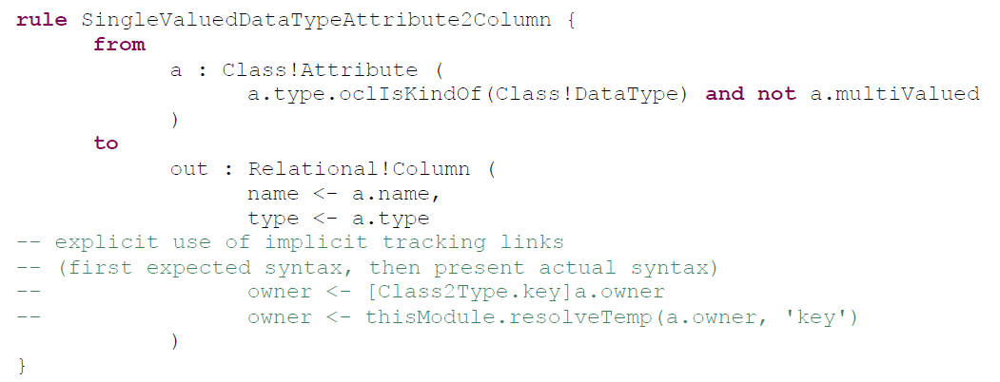 rule SingleValuedDataTypeAttribute2Column {
from
a : Class!Attribute (
a.type.oclIsKindOf(Class!DataType) and not a.multiValued
)
to
out : Relational!Column (
name <- a.name,
type <- a.type
-- explicit use of implicit tracking links
-- (first expected syntax, then present actual syntax)
-- owner <- [Class2Type.key]a.owner
-- owner <- thisModule.resolveTemp(a.owner, 'key')
)
}